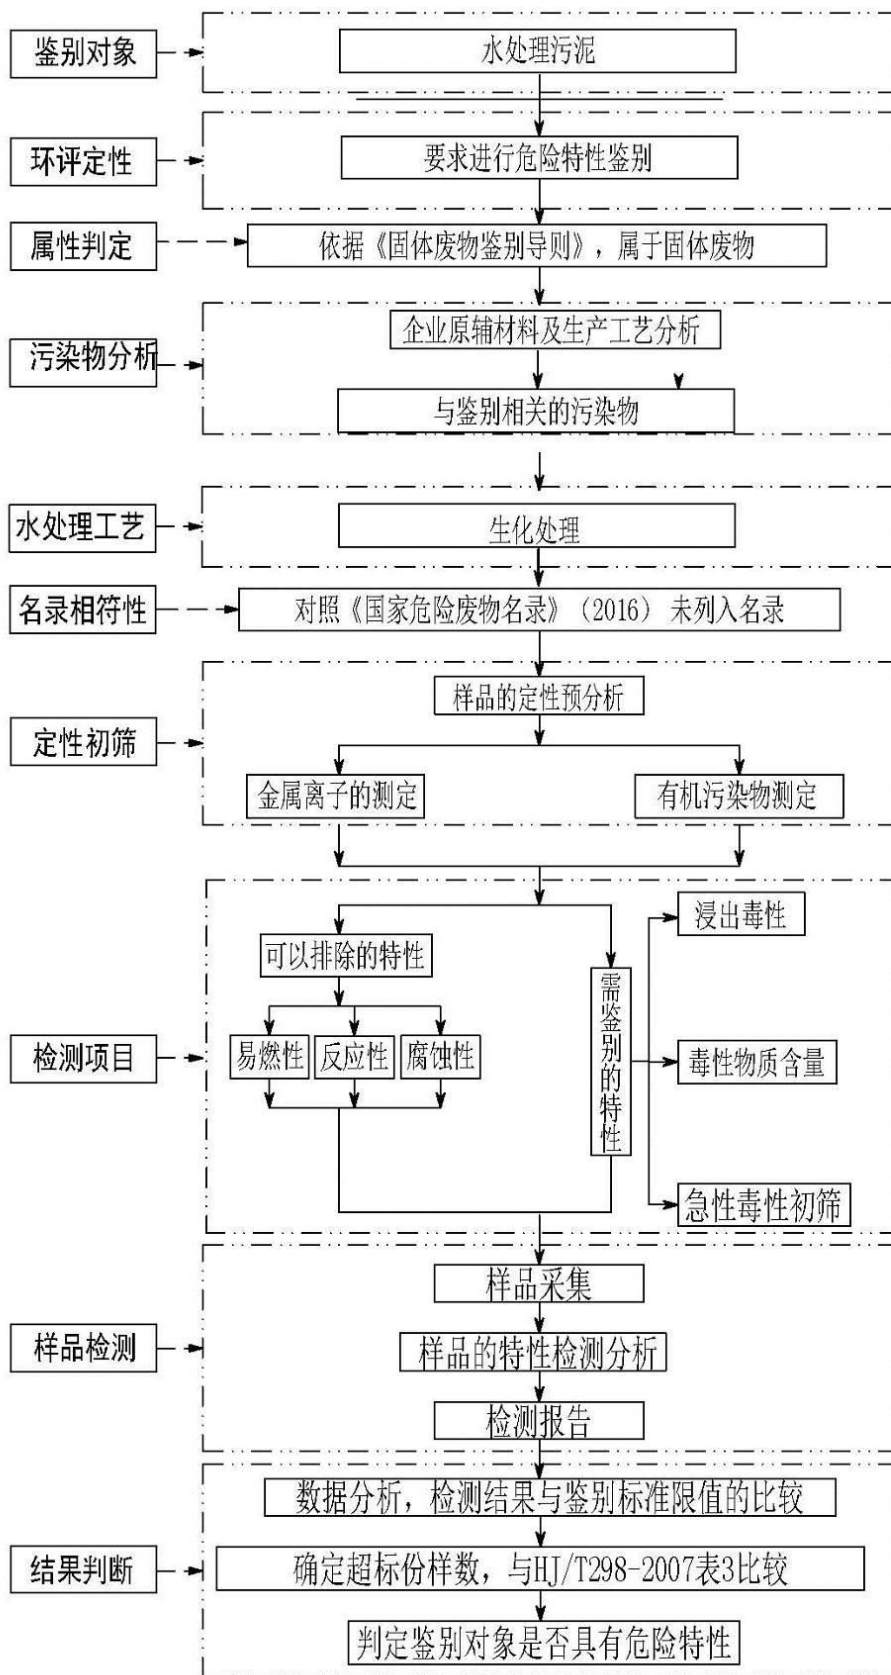 鉴别对象
水处理污泥
环评定性
要求进行危险特性鉴别
属性判定
依据《固体废物鉴别导则》，属于固体废物
污染物分析
企业原辅材料及生产工艺分析
与鉴别相关的污染物
水处理工艺
生化处理
名录相符性
对照《国家危险废物名录》（2016）未列入名录
定性初筛
样品的定性预分析
金属离子的测定
有机污染物测定
检测项目
可以排除的特性
易燃性
反应性
腐蚀性
需鉴别的特性
浸出毒性
毒性物质含量
急性毒性初筛
样品检测
样品采集
样品的特性检测分析
检测报告
结果判断
数据分析，检测结果与鉴别标准限值的比较
确定超标份样数，与HJ/T298-2007表3比较
判定鉴别对象是否具有危险特性